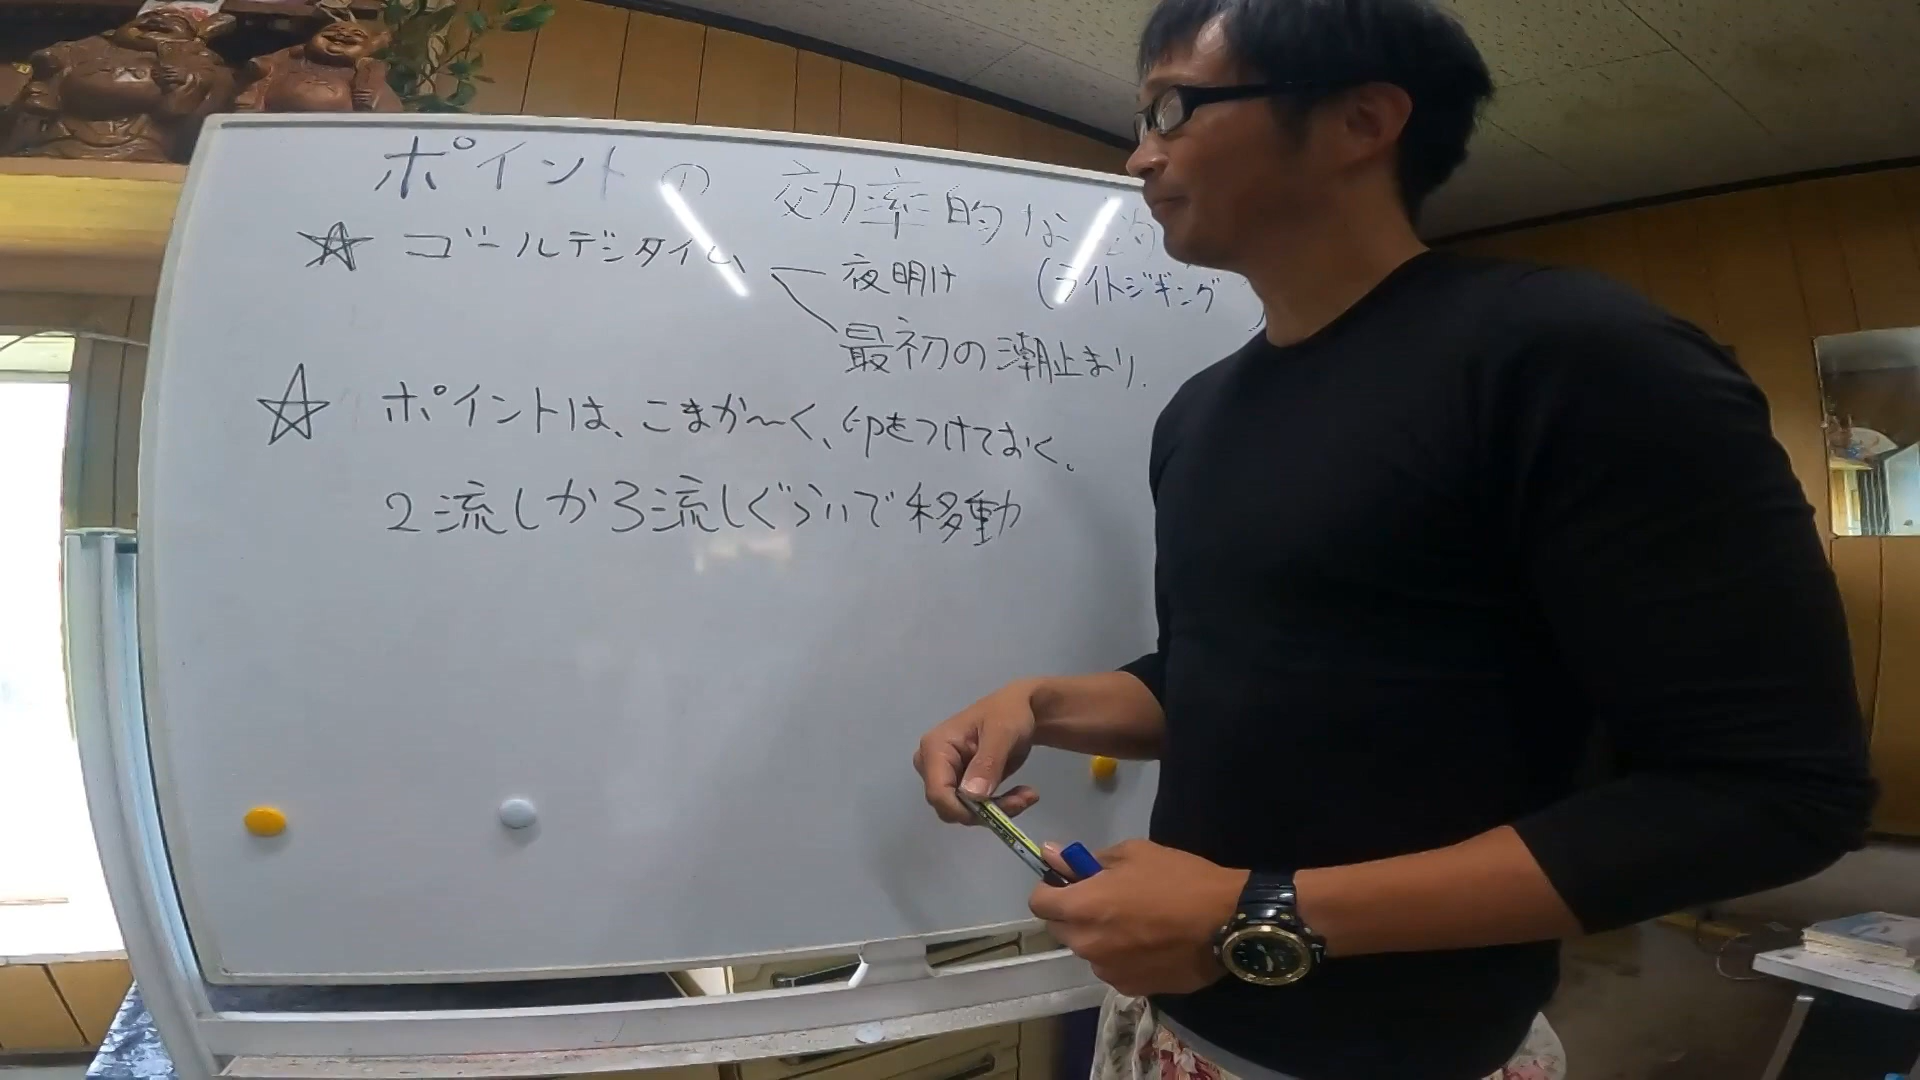 ポイントの 効率的な
☆ ゴールデンタイム
夜明け (ライトジギング)
最初の潮止まり.
☆ ポイントは、こまか〜く、印をつけておく。
2流しか3流しぐらいで移動